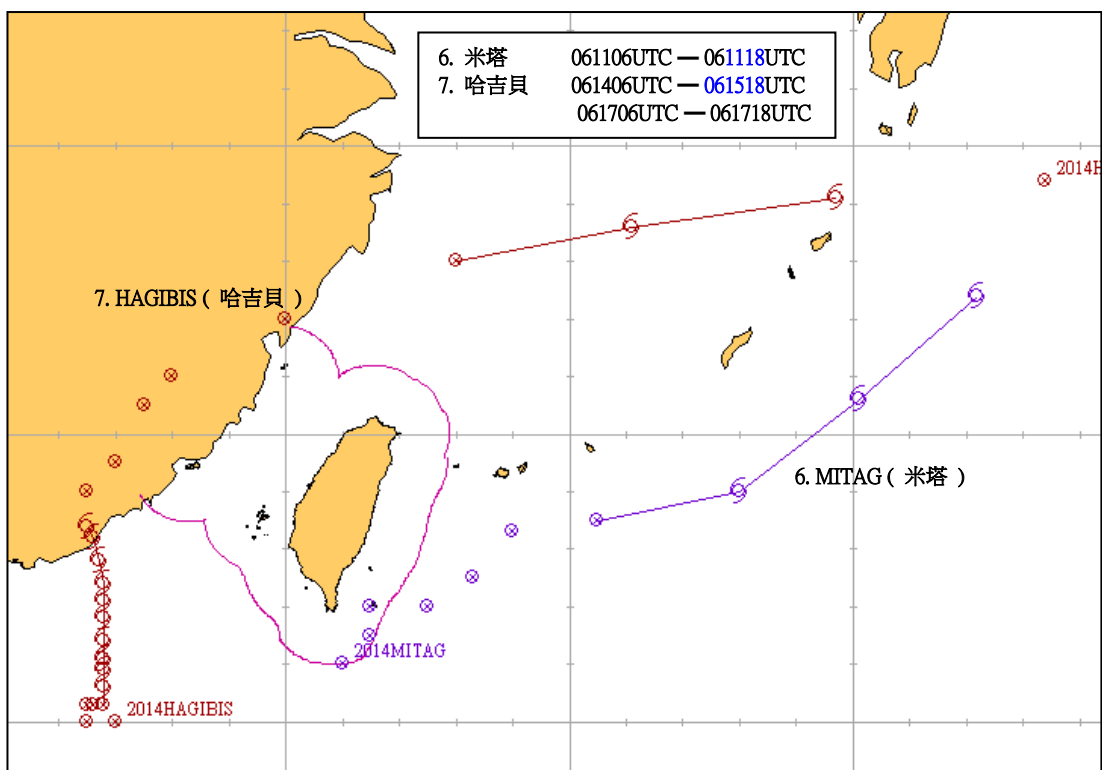 6. 米塔 061106UTC — 061118UTC
7. 哈吉貝 061406UTC — 061518UTC
061706UTC — 061718UTC
2014H
7. HAGIBIS ( 哈吉貝 )
6. MITAG ( 米塔 )
2014MITAG
2014HAGIBIS